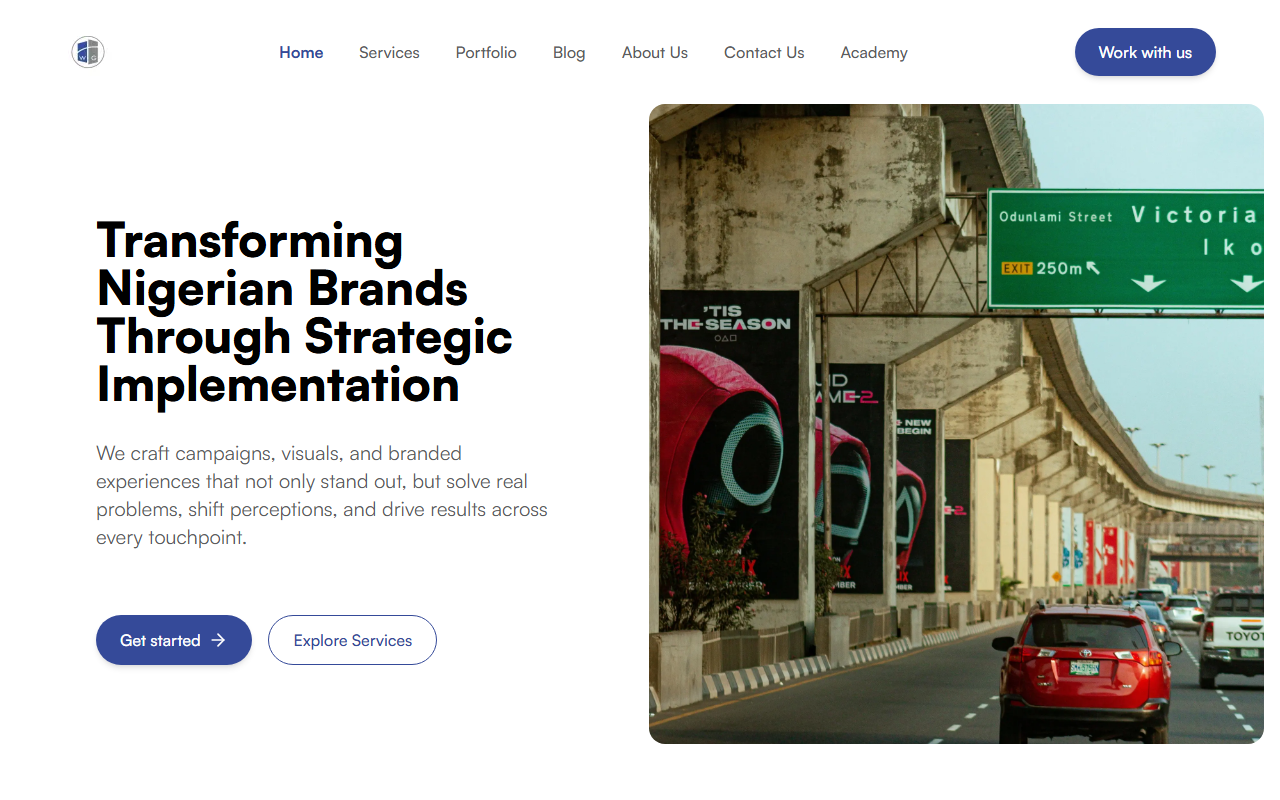 W G
Home
Services
Portfolio
Blog
About Us
Contact Us
Academy
Work with us
Transforming
Nigerian Brands
Through Strategic
Implementation
We craft campaigns, visuals, and branded
experiences that not only stand out, but solve real
problems, shift perceptions, and drive results across
every touchpoint.
Get started
Explore Services
Odunlami Street
Victoria
Iko
EXIT 250m
'TIS
THE SEASON
NEW
BEGIN
TOYOT